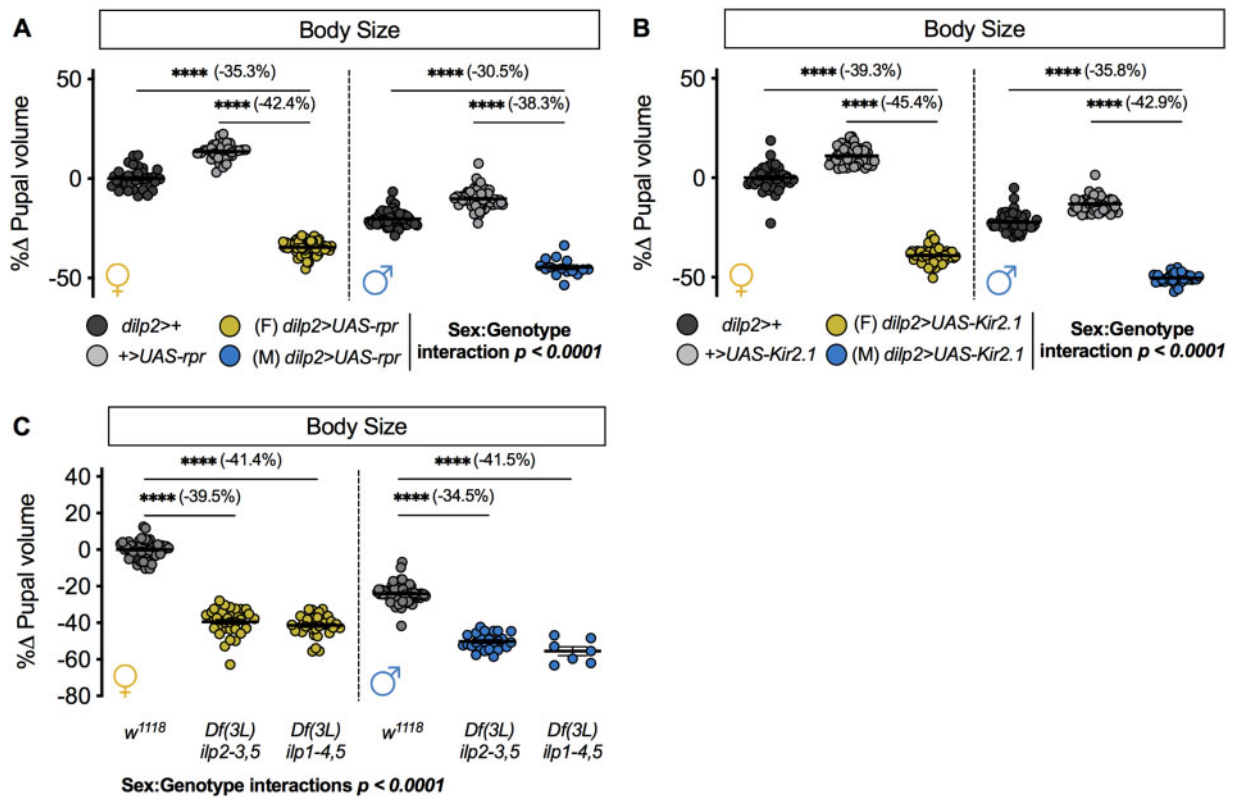 A
Body Size
**** (-35.3%)
**** (-30.5%)
**** (-42.4%)
**** (-38.3%)
50
0
-50
%Δ Pupal volume
♀
♂
dilp2>+
(F) dilp2>UAS-rpr
+>UAS-rpr
(M) dilp2>UAS-rpr
Sex:Genotype
interaction p < 0.0001
B
Body Size
**** (-39.3%)
**** (-35.8%)
**** (-45.4%)
**** (-42.9%)
50
0
-50
%Δ Pupal volume
♀
♂
dilp2>+
(F) dilp2>UAS-Kir2.1
+>UAS-Kir2.1
(M) dilp2>UAS-Kir2.1
Sex:Genotype
interaction p < 0.0001
C
Body Size
**** (-41.4%)
**** (-41.5%)
**** (-39.5%)
**** (-34.5%)
40
20
0
-20
-40
-60
-80
%Δ Pupal volume
♀
♂
w1118
Df(3L)
ilp2-3,5
Df(3L)
ilp1-4,5
w1118
Df(3L)
ilp2-3,5
Df(3L)
ilp1-4,5
Sex:Genotype interactions p < 0.0001